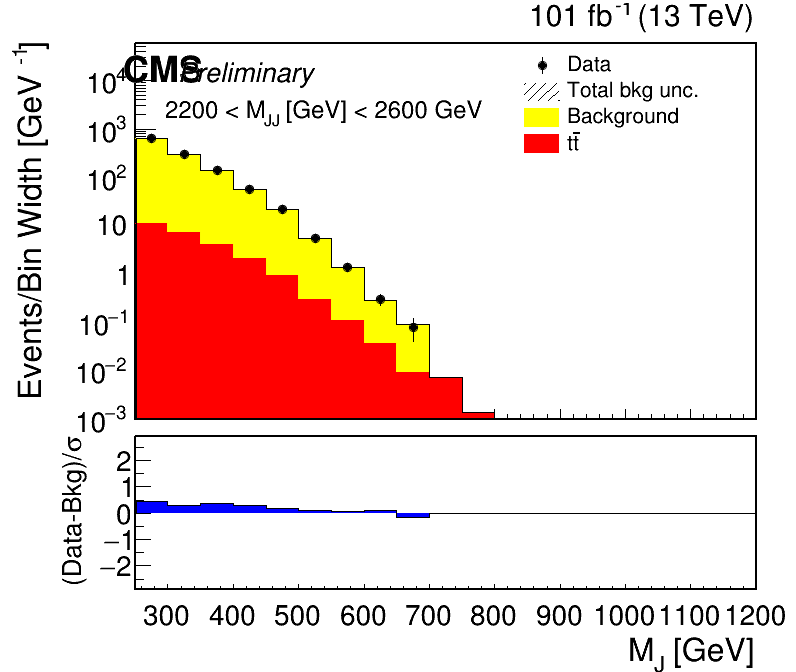 101 fb⁻¹ (13 TeV)
CMS Preliminary
2200 < M_JJ [GeV] < 2600 GeV
Data
Total bkg unc.
Background
tt̄
Events/Bin Width [GeV⁻¹]
10⁴
10³
10²
10
1
10⁻¹
10⁻²
10⁻³
(Data-Bkg)/σ
2
1
0
−1
−2
300 400 500 600 700 800 900 1000 1100 1200
M_J [GeV]